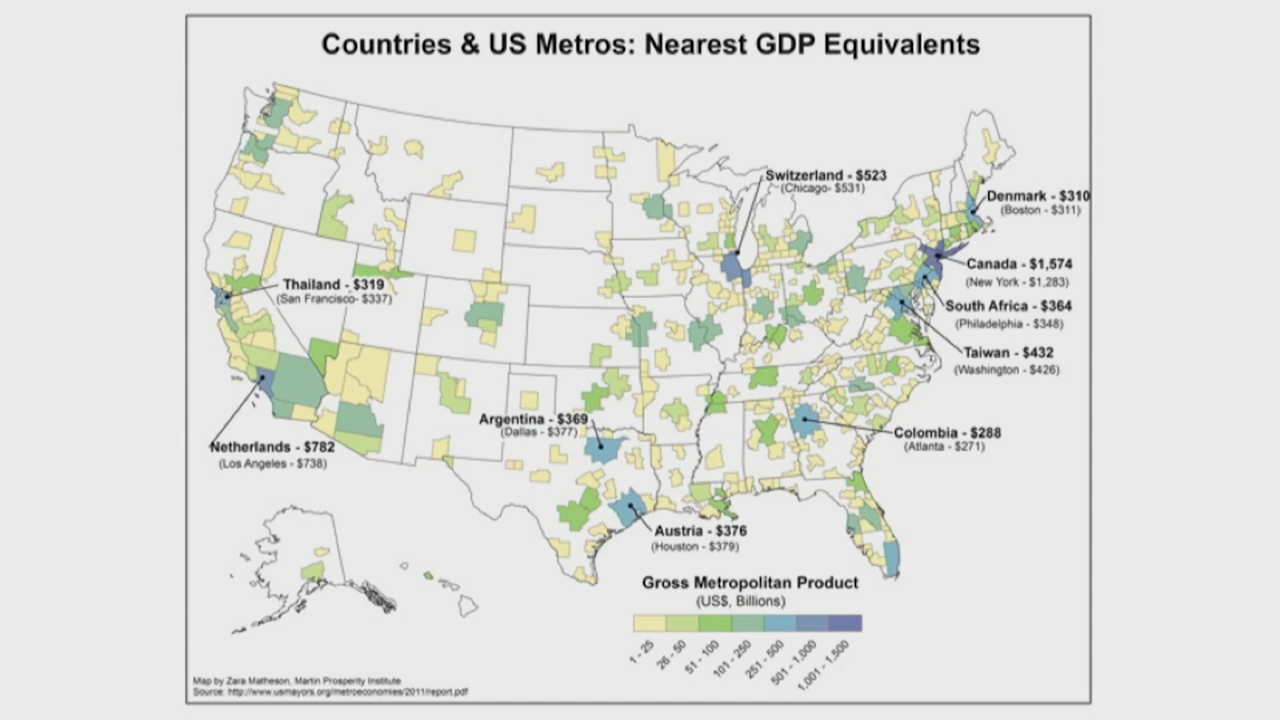 Countries & US Metros: Nearest GDP Equivalents
Switzerland - $523
(Chicago- $531)
Denmark - $310
(Boston - $311)
Canada - $1,574
(New York - $1,283)
Thailand - $319
(San Francisco- $337)
South Africa - $364
(Philadelphia - $348)
Taiwan - $432
(Washington - $426)
Argentina - $369
(Dallas - $377)
Colombia - $288
(Atlanta - $271)
Netherlands - $782
(Los Angeles - $738)
Austria - $376
(Houston - $379)
Gross Metropolitan Product
(US$, Billions)
1 - 25
26 - 50
51 - 100
101 - 250
251 - 500
501 - 1,000
1,001 - 1,500
Map by Zara Matheson, Martin Prosperity Institute
Source: http://www.usmayors.org/metroeconomies/2011/report.pdf